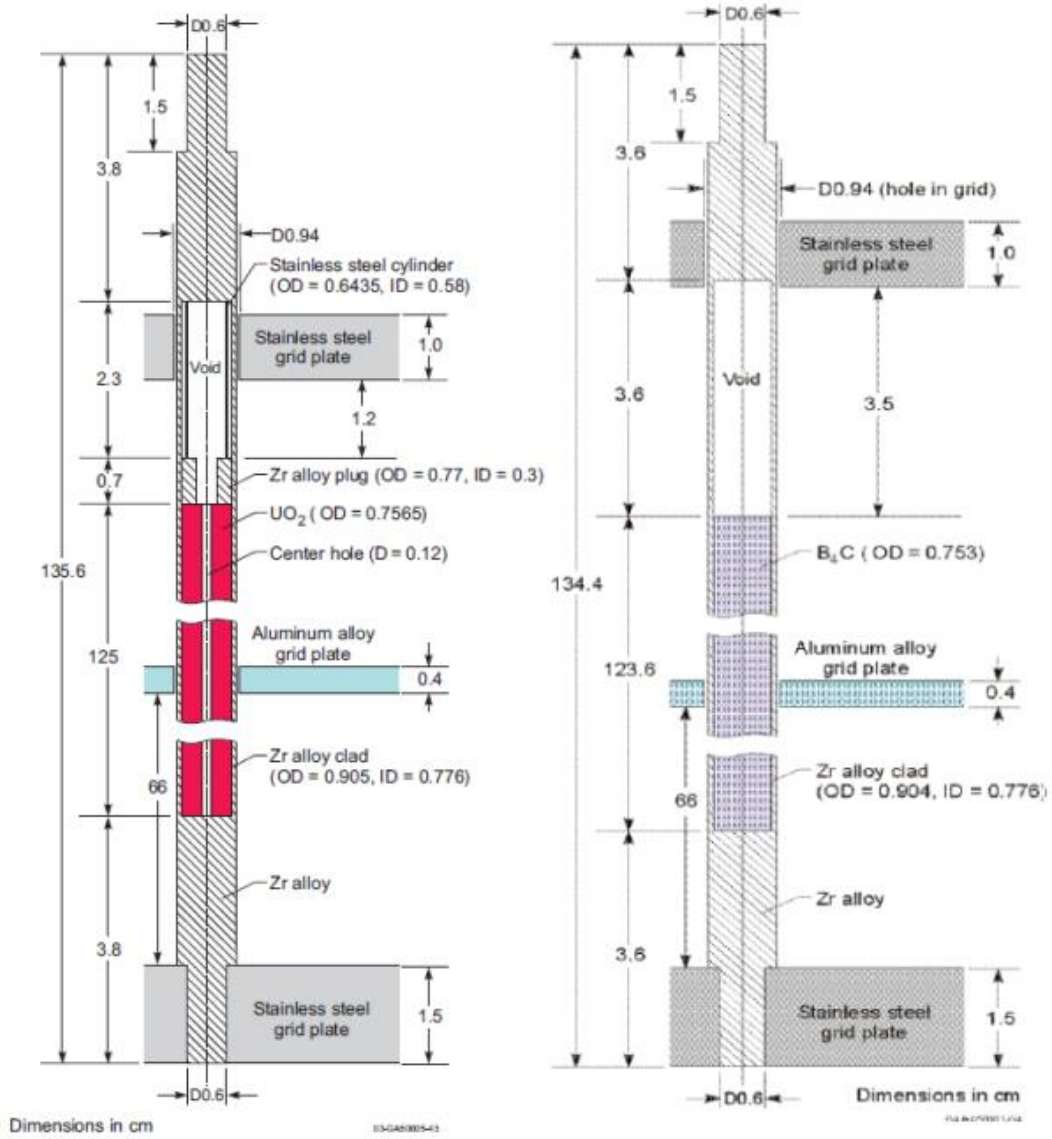 D0.6
1.5
3.8
D0.94
Stainless steel cylinder
(OD = 0.6435, ID = 0.58)
Stainless steel
grid plate
1.0
Void
2.3
1.2
0.7
Zr alloy plug (OD = 0.77, ID = 0.3)
UO2 ( OD = 0.7565)
Center hole (D = 0.12)
135.6
Aluminum alloy
grid plate
125
0.4
Zr alloy clad
(OD = 0.905, ID = 0.776)
66
Zr alloy
3.8
Stainless steel
grid plate
1.5
D0.6
Dimensions in cm
D0.6
1.5
3.6
D0.94 (hole in grid)
Stainless steel
grid plate
1.0
Void
3.6
3.5
B4C ( OD = 0.753)
134.4
Aluminum alloy
grid plate
123.6
0.4
Zr alloy clad
(OD = 0.904, ID = 0.776)
66
Zr alloy
3.6
Stainless steel
grid plate
1.5
D0.6
Dimensions in cm